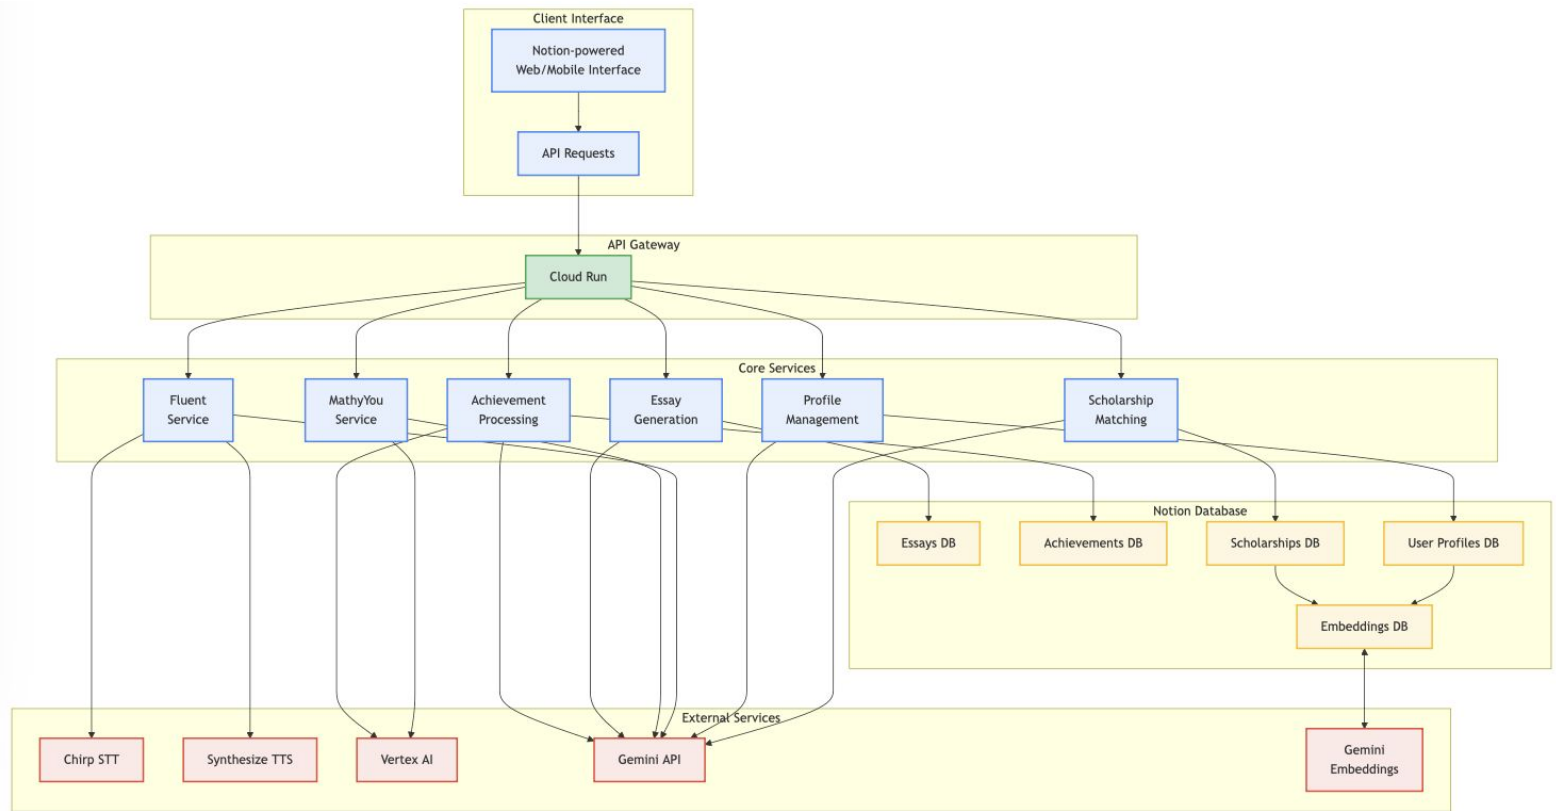 Client Interface
Notion-powered
Web/Mobile Interface
API Requests
API Gateway
Cloud Run
Core Services
Fluent
Service
MathyYou
Service
Achievement
Processing
Essay
Generation
Profile
Management
Scholarship
Matching
Notion Database
Essays DB
Achievements DB
Scholarships DB
User Profiles DB
Embeddings DB
External Services
Chirp STT
Synthesize TTS
Vertex AI
Gemini API
Gemini
Embeddings